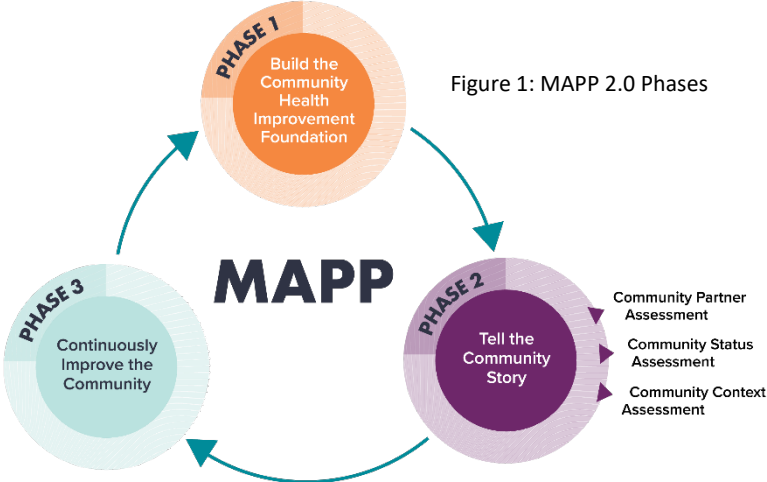 PHASE 1
Build the
Community
Health
Improvement
Foundation
Figure 1: MAPP 2.0 Phases
MAPP
PHASE 2
Tell the
Community
Story
Community Partner
Assessment
Community Status
Assessment
Community Context
Assessment
PHASE 3
Continuously
Improve the
Community